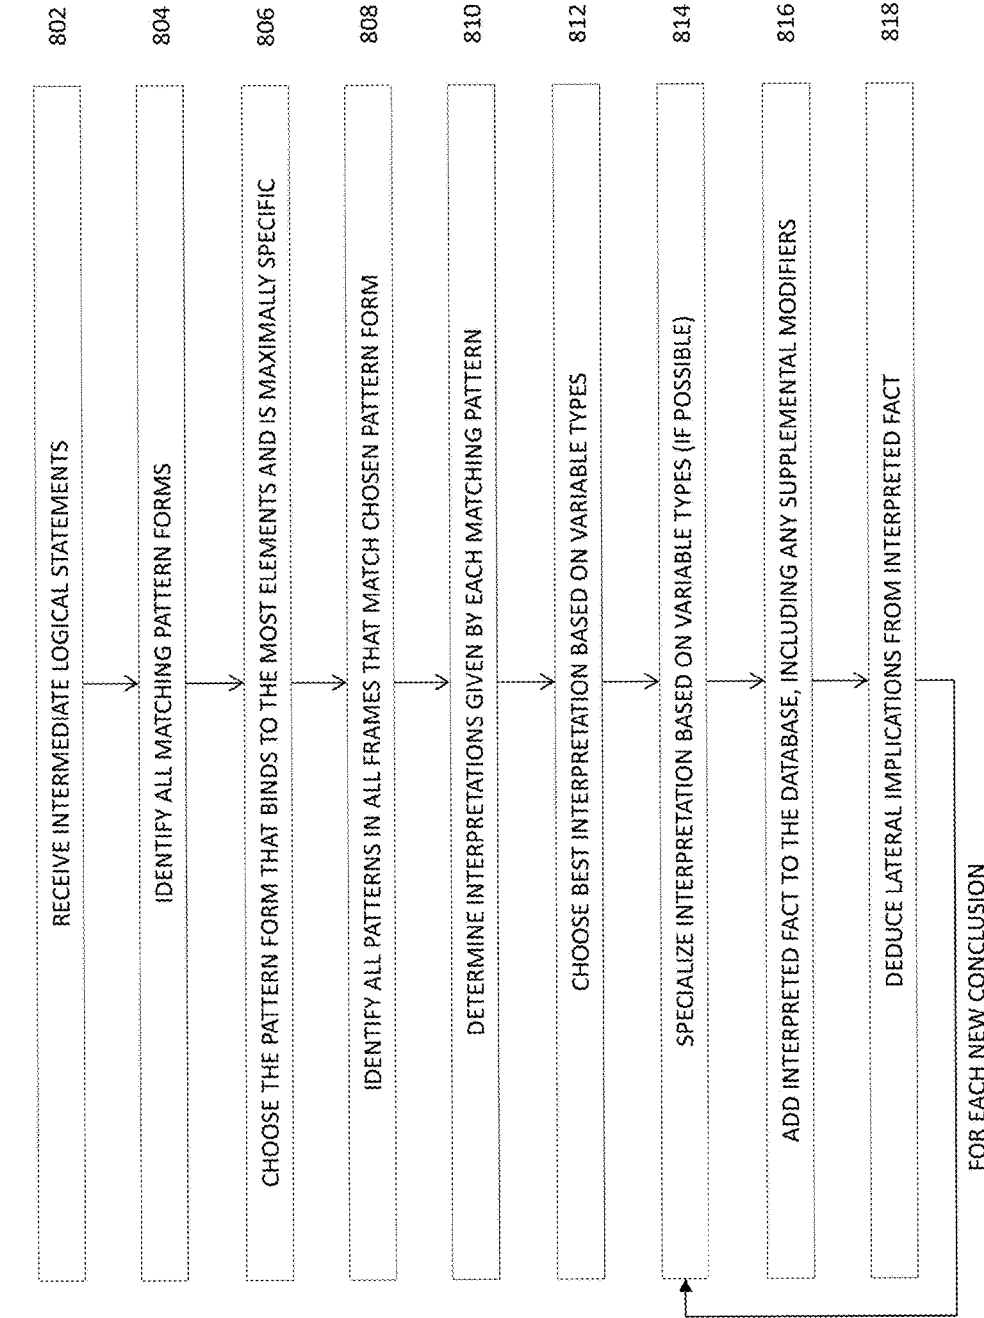 RECEIVE INTERMEDIATE LOGICAL STATEMENTS 802
IDENTIFY ALL MATCHING PATTERN FORMS 804
CHOOSE THE PATTERN FORM THAT BINDS TO THE MOST ELEMENTS AND IS MAXIMALLY SPECIFIC 806
IDENTIFY ALL PATTERNS IN ALL FRAMES THAT MATCH CHOSEN PATTERN FORM 808
DETERMINE INTERPRETATIONS GIVEN BY EACH MATCHING PATTERN 810
CHOOSE BEST INTERPRETATION BASED ON VARIABLE TYPES 812
SPECIALIZE INTERPRETATION BASED ON VARIABLE TYPES (IF POSSIBLE) 814
ADD INTERPRETED FACT TO THE DATABASE, INCLUDING ANY SUPPLEMENTAL MODIFIERS 816
DEDUCE LATERAL IMPLICATIONS FROM INTERPRETED FACT 818
FOR EACH NEW CONCLUSION